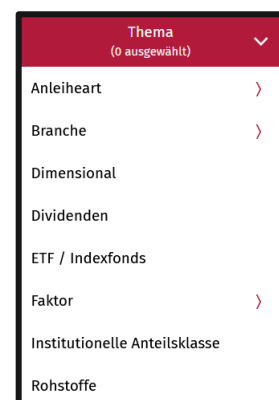 Thema
(0 ausgewählt)
Anleiheart
Branche
Dimensional
Dividenden
ETF / Indexfonds
Faktor
Institutionelle Anteilsklasse
Rohstoffe